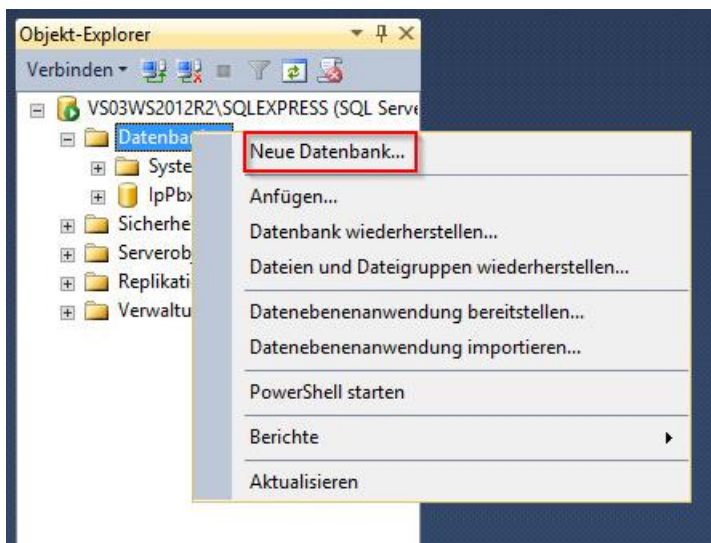 Objekt-Explorer
Verbinden
VS03WS2012R2\SQLEXPRESS (SQL Serve
Datenba
Syste
IpPbx
Sicherhe
Serverob
Replikati
Verwaltu
Neue Datenbank...
Anfügen...
Datenbank wiederherstellen...
Dateien und Dateigruppen wiederherstellen...
Datenebenenanwendung bereitstellen...
Datenebenenanwendung importieren...
PowerShell starten
Berichte
Aktualisieren